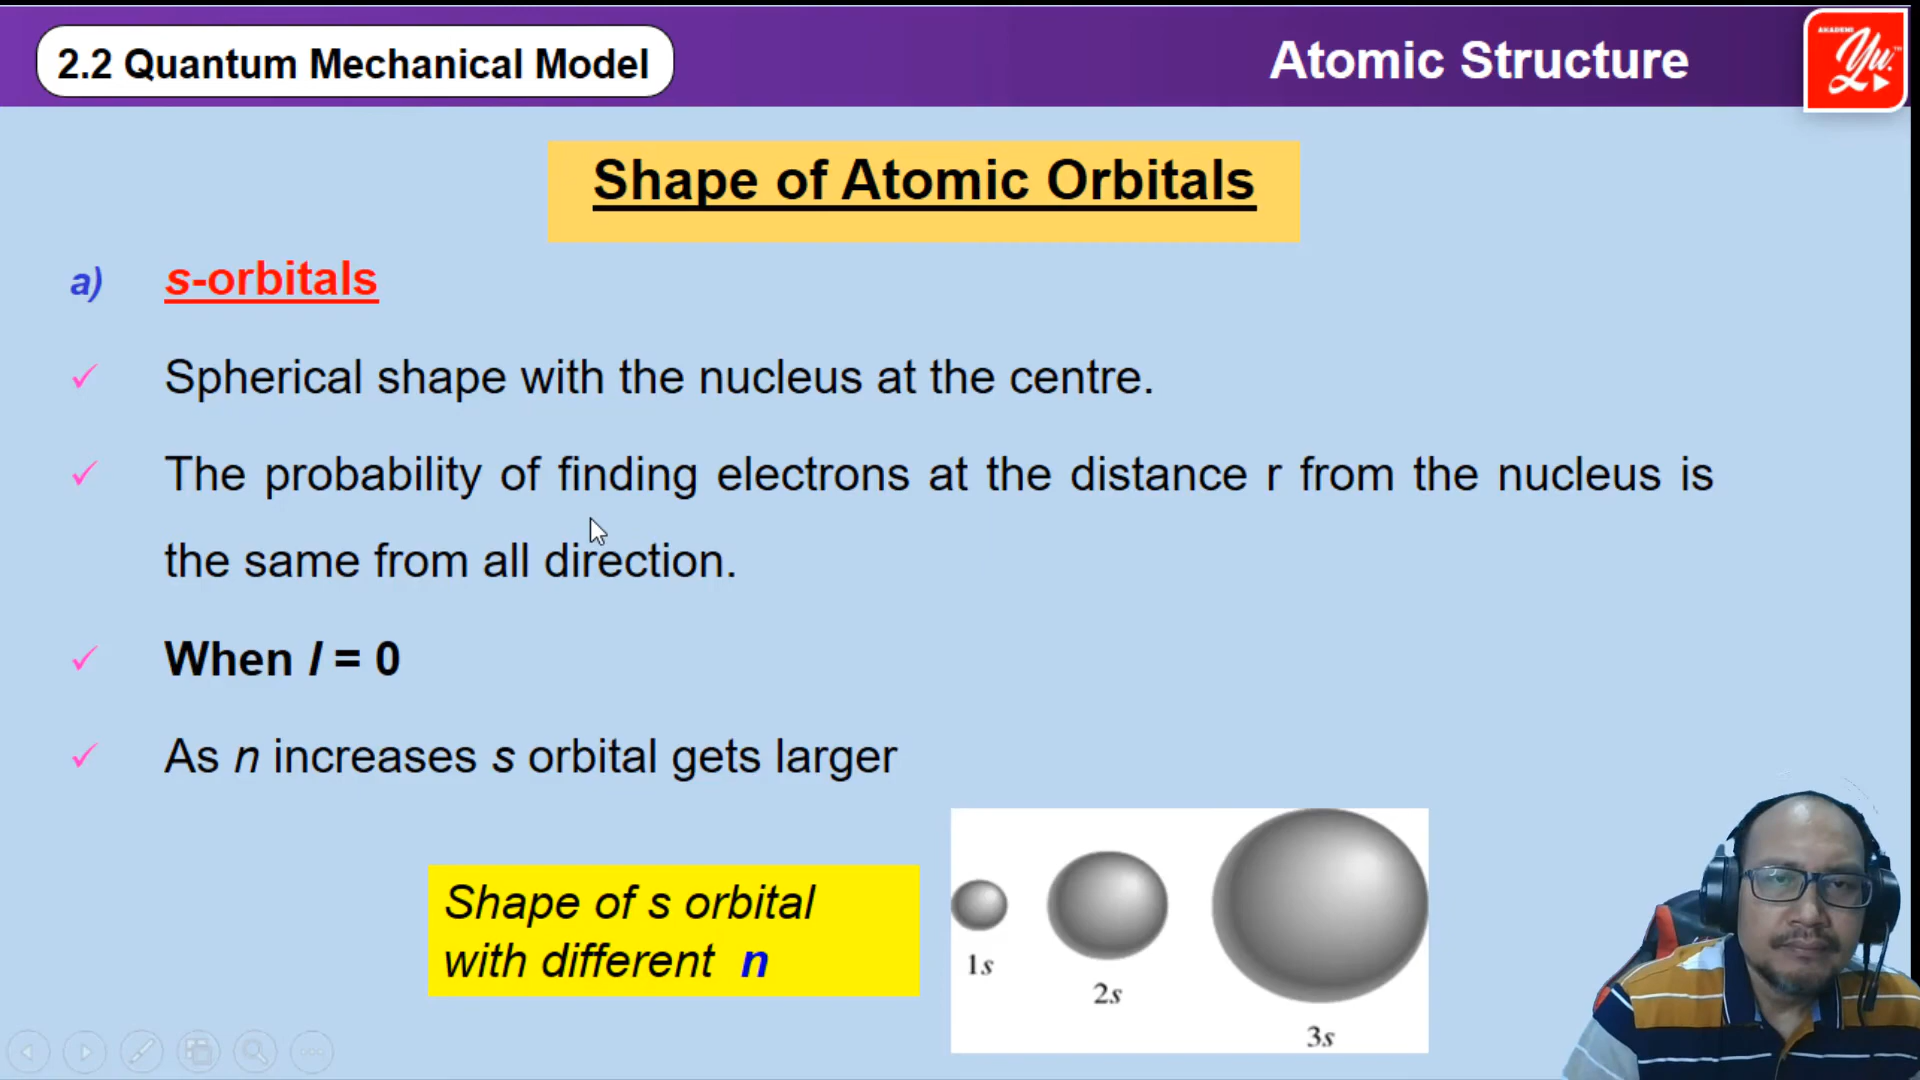 2.2 Quantum Mechanical Model
Atomic Structure
AKADEMI
Yu
Shape of Atomic Orbitals
a) s-orbitals
✓ Spherical shape with the nucleus at the centre.
✓ The probability of finding electrons at the distance r from the nucleus is
the same from all direction.
✓ When l = 0
✓ As n increases s orbital gets larger
Shape of s orbital
with different n
1s
2s
3s